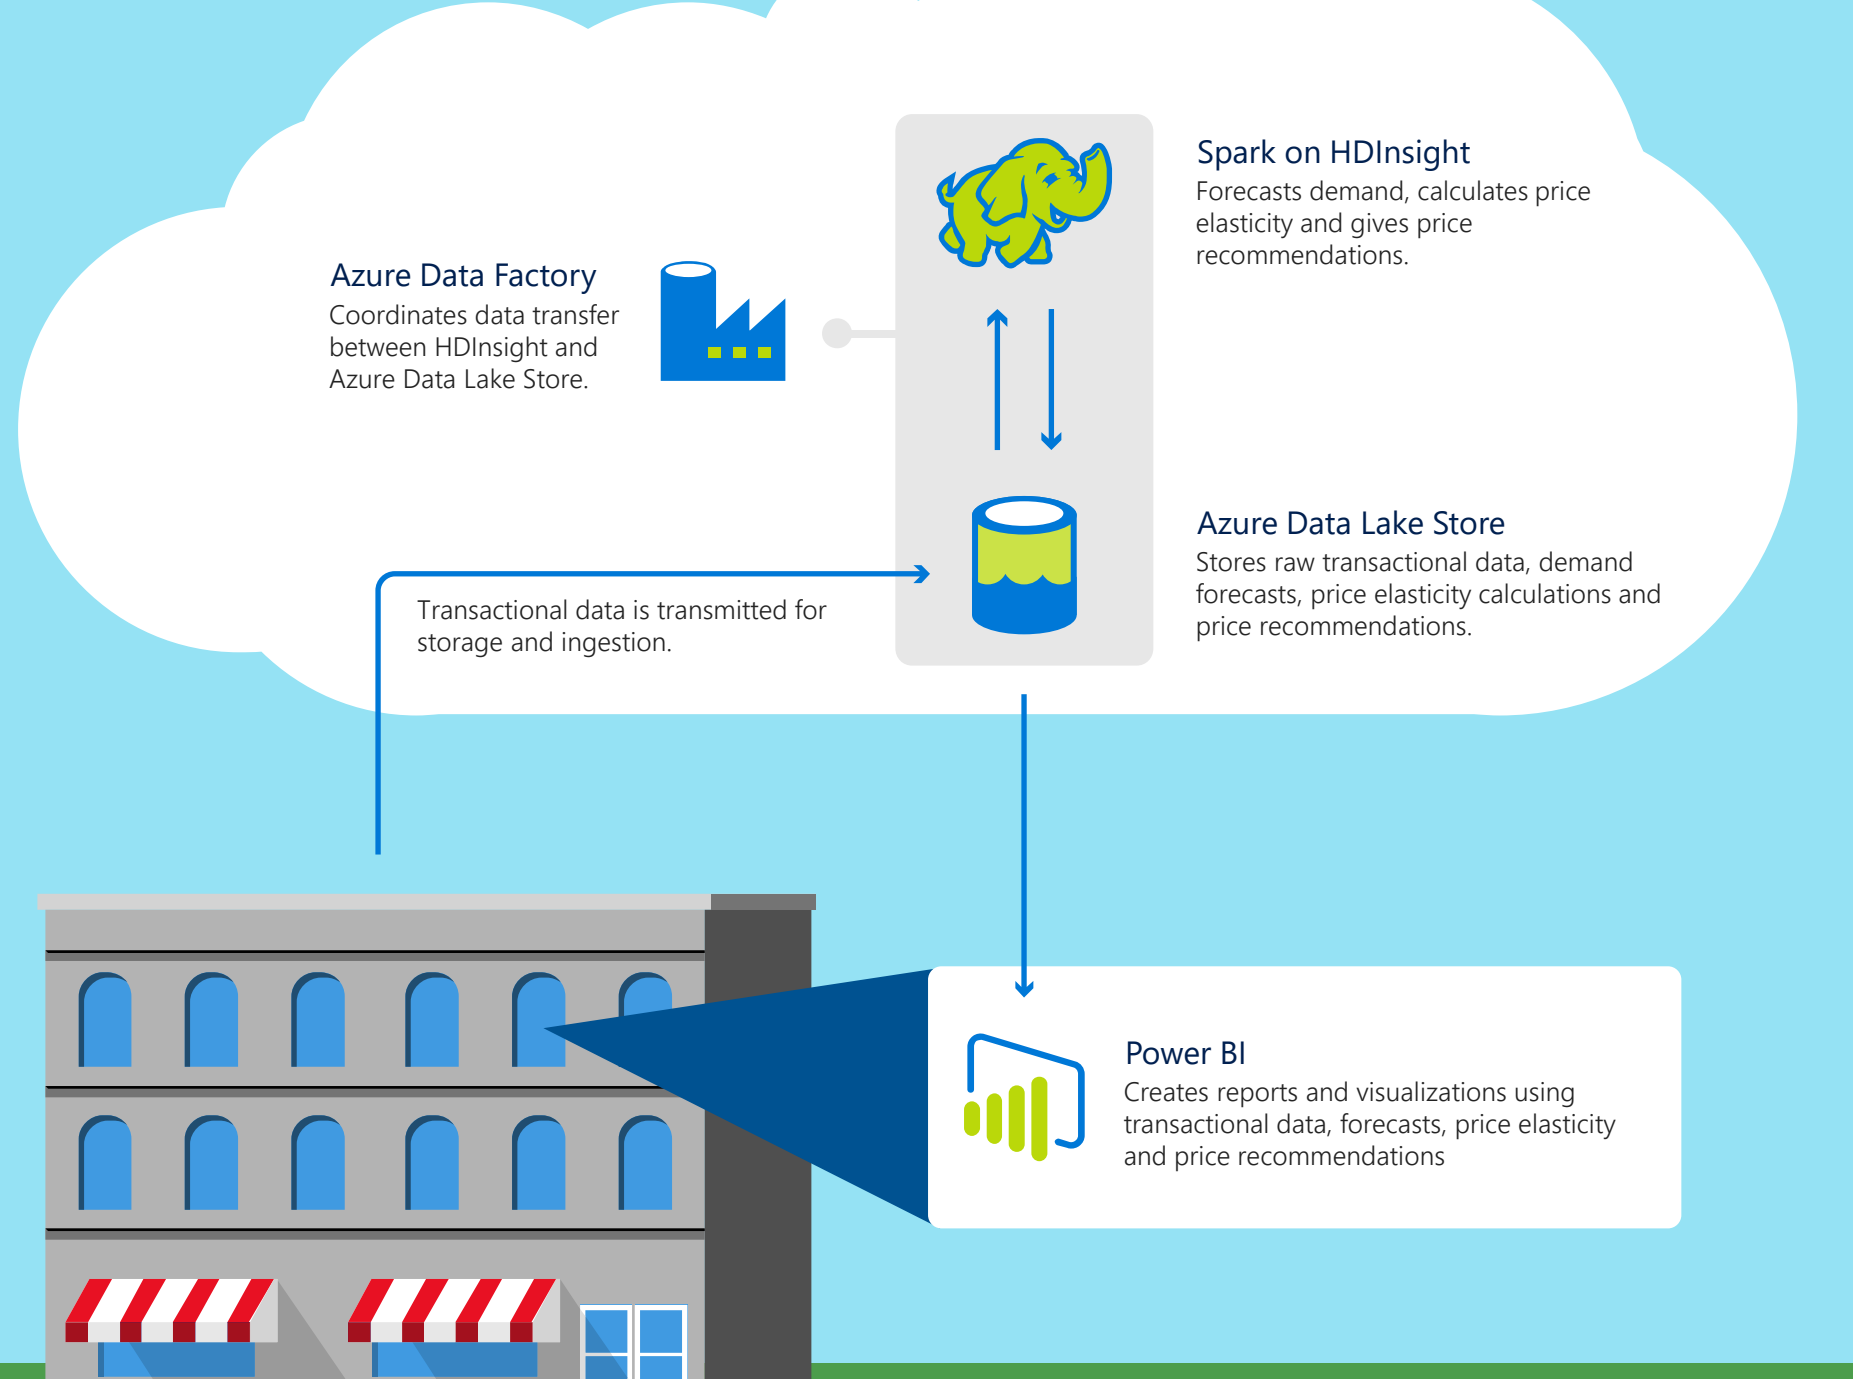 Spark on HDInsight
Forecasts demand, calculates price
elasticity and gives price
recommendations.
Azure Data Factory
Coordinates data transfer
between HDInsight and
Azure Data Lake Store.
Azure Data Lake Store
Stores raw transactional data, demand
forecasts, price elasticity calculations and
price recommendations.
Transactional data is transmitted for
storage and ingestion.
Power BI
Creates reports and visualizations using
transactional data, forecasts, price elasticity
and price recommendations